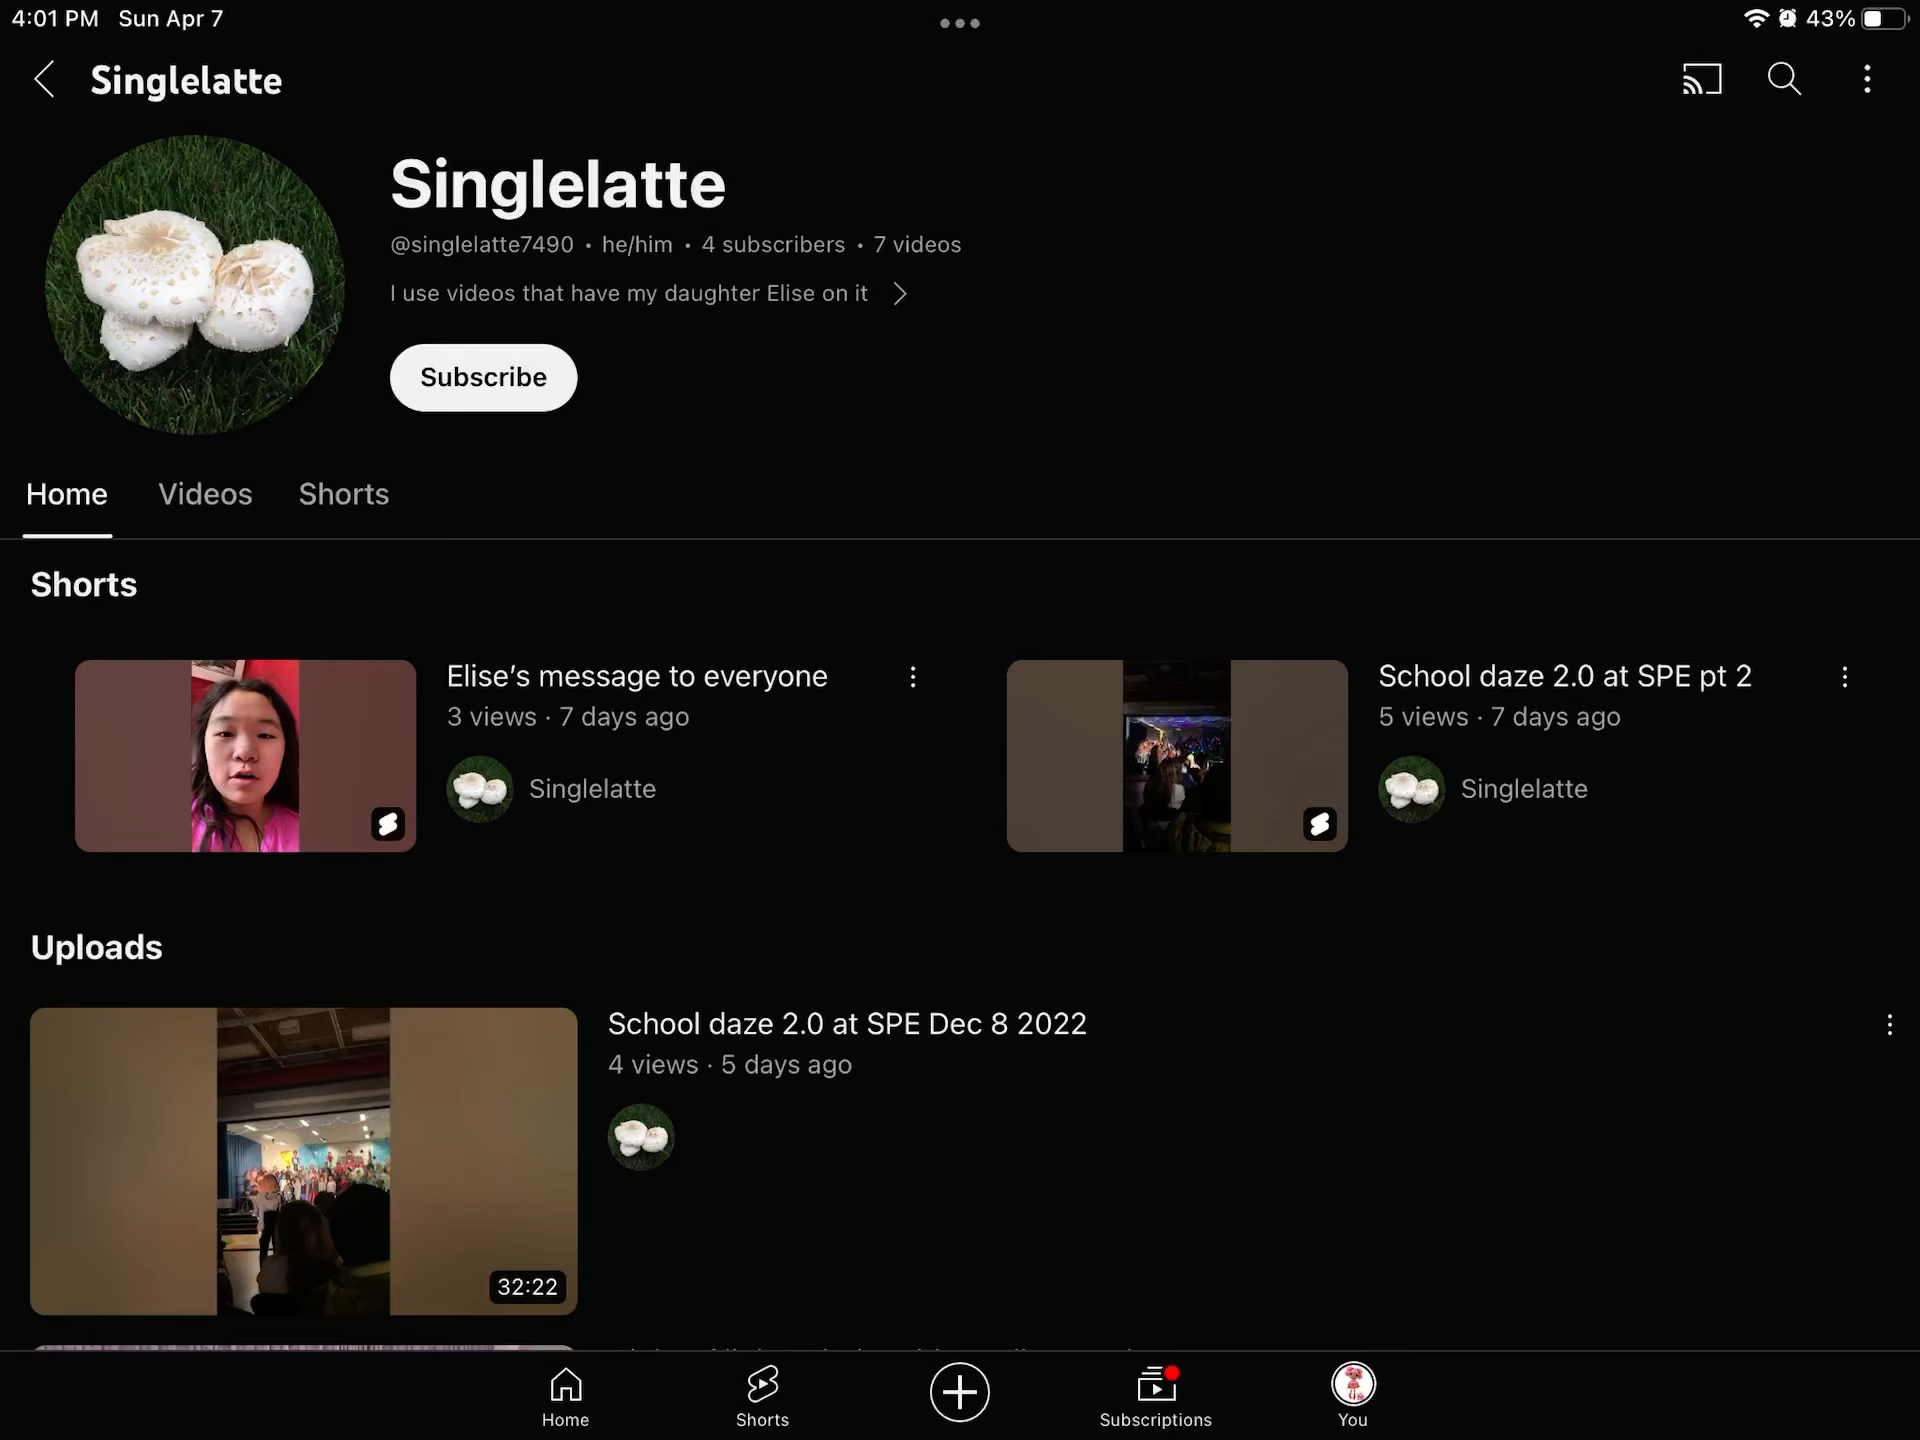 4:01 PM Sun Apr 7
43%
Singlelatte
Singlelatte
@singlelatte7490 • he/him • 4 subscribers • 7 videos
I use videos that have my daughter Elise on it
Subscribe
Home Videos Shorts
Shorts
Elise’s message to everyone
3 views · 7 days ago
Singlelatte
School daze 2.0 at SPE pt 2
5 views · 7 days ago
Singlelatte
Uploads
School daze 2.0 at SPE Dec 8 2022
4 views · 5 days ago
32:22
Home
Shorts
Subscriptions
You